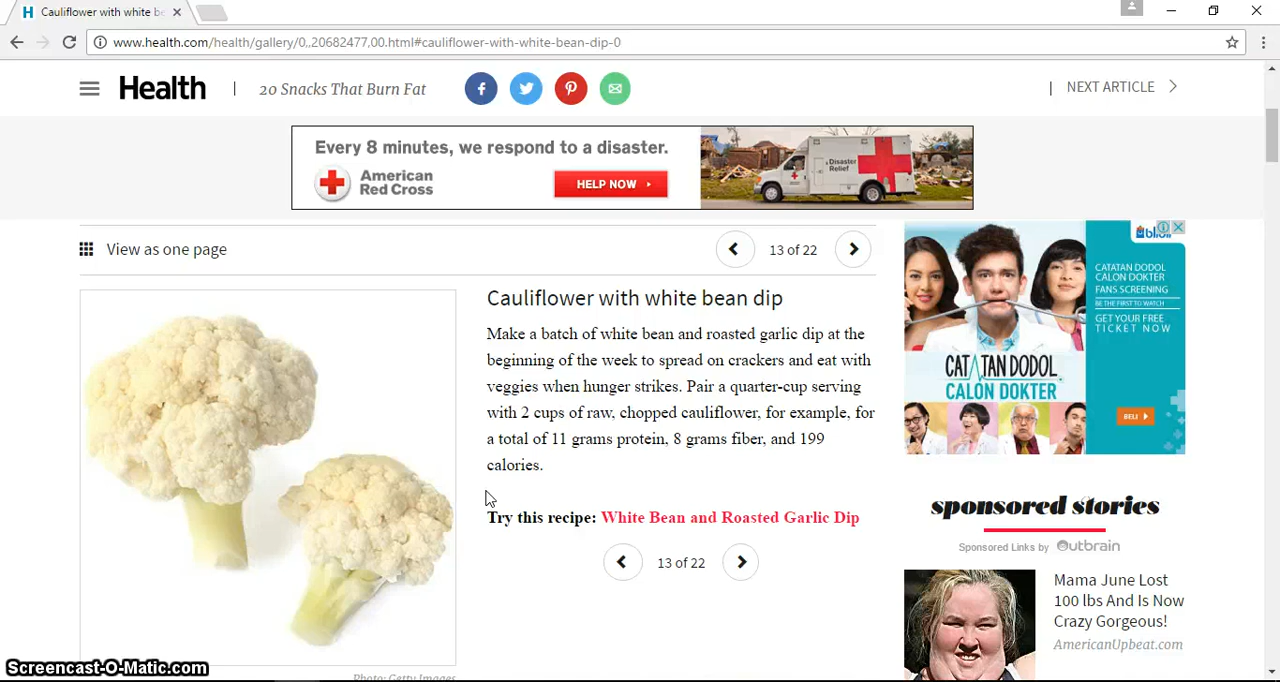 Cauliflower with white be
www.health.com/health/gallery/0,,20682477,00.html#cauliflower-with-white-bean-dip-0
Health | 20 Snacks That Burn Fat
| NEXT ARTICLE
Every 8 minutes, we respond to a disaster.
American
Red Cross
HELP NOW
Disaster
Relief
View as one page
13 of 22
Cauliflower with white bean dip
Make a batch of white bean and roasted garlic dip at the
beginning of the week to spread on crackers and eat with
veggies when hunger strikes. Pair a quarter-cup serving
with 2 cups of raw, chopped cauliflower, for example, for
a total of 11 grams protein, 8 grams fiber, and 199
calories.
Try this recipe: White Bean and Roasted Garlic Dip
13 of 22
CATATAN DODOL
CALON DOKTER
FANS SCREENING
BE THE FIRST TO WATCH
GET YOUR FREE
TICKET NOW
CATATAN DODOL
CALON DOKTER
BELI
sponsored stories
Sponsored Links by Outbrain
Mama June Lost
100 lbs And Is Now
Crazy Gorgeous!
AmericanUpbeat.com
Photo: Getty Images
Screencast-O-Matic.com